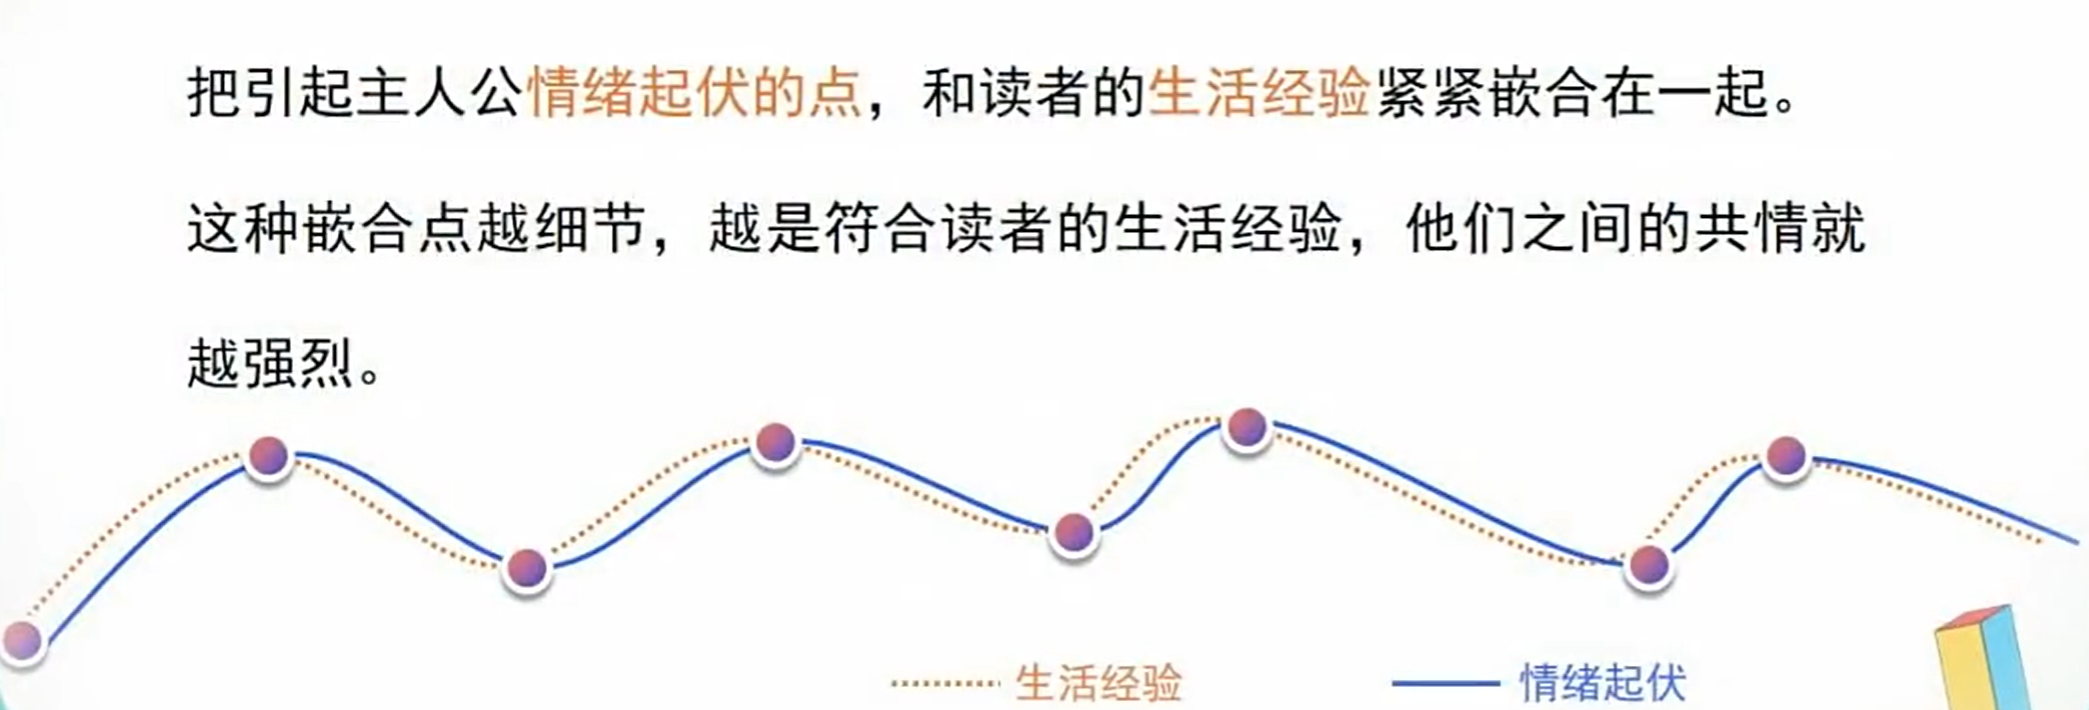 把引起主人公情绪起伏的点，和读者的生活经验紧紧嵌合在一起。
这种嵌合点越细节，越是符合读者的生活经验，他们之间的共情就
越强烈。
生活经验
情绪起伏